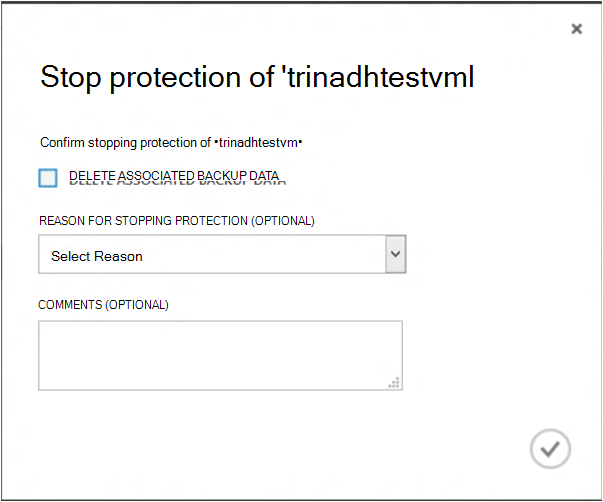 Stop protection of 'trinadhtestvml
Confirm stopping protection of •trinadhtestvm•
DELETE ASSOCIATED BACKUP DATA
REASON FOR STOPPING PROTECTION (OPTIONAL)
Select Reason
COMMENTS (OPTIONAL)